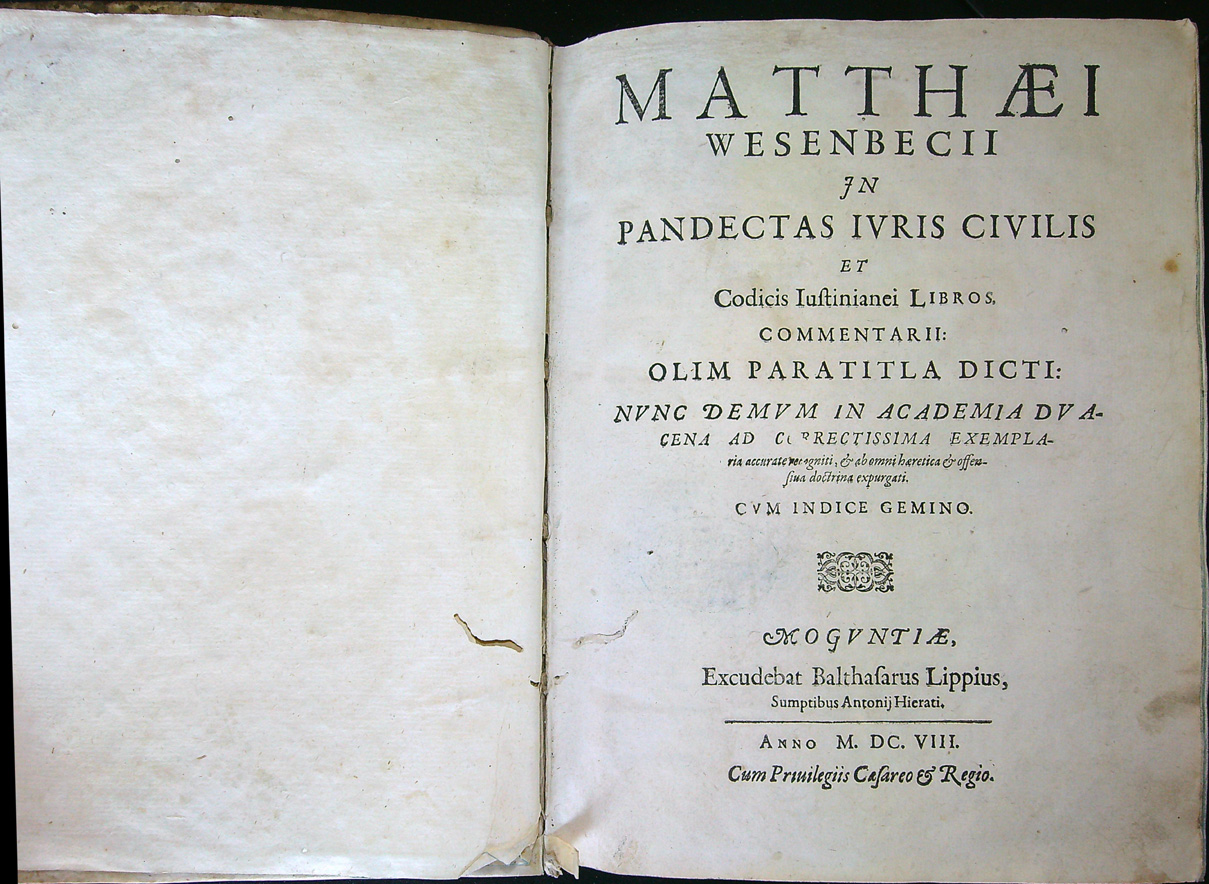 MATTHÆI
WESENBECII
IN
PANDECTAS IVRIS CIVILIS
ET
Codicis Iuſtinianei LIBROS,
COMMENTARII:
OLIM PARATITLA DICTI:
NVNC DEMVM IN ACADEMIA DVA-
CENA AD EXEMPLA-
ria accurate & ab omni hæretica & offen-
ſiua doctrina expurgati.
CVM INDICE GEMINO.
MOGVNTIÆ,
Excudebat Balthaſarus Lippius,
Sumptibus Antonij Hierati.
ANNO M. DC. VIII.
Cum Priuilegiis Cæſareo & Regio.